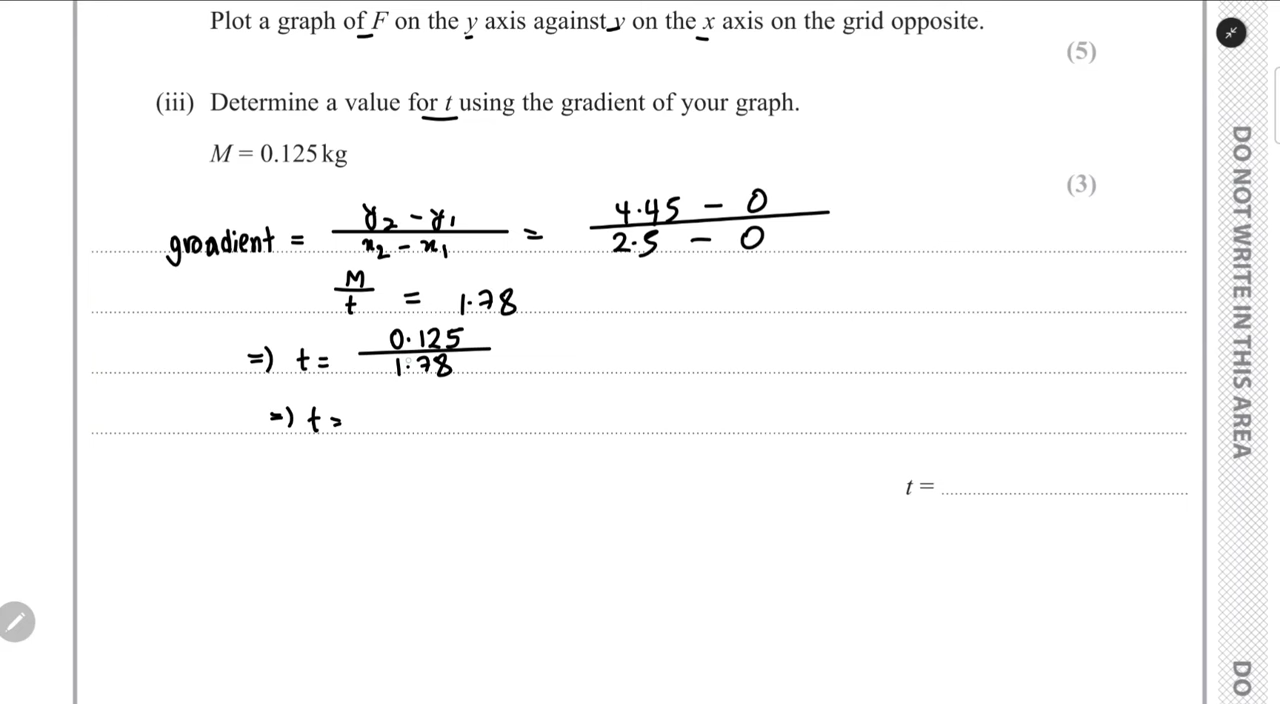 Plot a graph of F on the y axis against v on the x axis on the grid opposite.
(5)
(iii) Determine a value for t using the gradient of your graph.
M = 0.125 kg
(3)
groadient = y₂ - y₁ / x₂ - x₁ = 4.45 - 0 / 2.5 - 0
M / t = 1.78
=) t = 0.125 / 1.78
=) t =
t =
DO NOT WRITE IN THIS AREA
DO